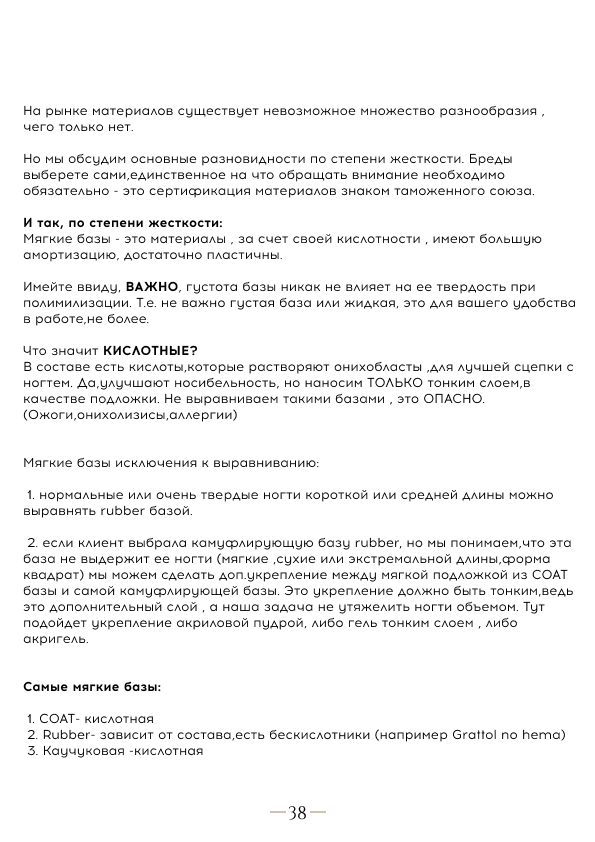 На рынке материалов существует невозможное множество разнообразия ,
чего только нет.
Но мы обсудим основные разновидности по степени жесткости. Бреды
выберете сами,единственное на что обращать внимание необходимо
обязательно - это сертификация материалов знаком таможенного союза.
И так, по степени жесткости:
Мягкие базы - это материалы , за счет своей кислотности , имеют большую
амортизацию, достаточно пластичны.
Имейте ввиду, ВАЖНО, густота базы никак не влияет на ее твердость при
полимилизации. Т.е. не важно густая база или жидкая, это для вашего удобства
в работе,не более.
Что значит КИСЛОТНЫЕ?
В составе есть кислоты,которые растворяют онихобласты ,для лучшей сцепки с
ногтем. Да,улучшают носибельность, но наносим ТОЛЬКО тонким слоем,в
качестве подложки. Не выравниваем такими базами , это ОПАСНО.
(Ожоги,онихолизисы,аллергии)
Мягкие базы исключения к выравниванию:
1. нормальные или очень твердые ногти короткой или средней длины можно
выравнять rubber базой.
2. если клиент выбрала камуфлирующую базу rubber, но мы понимаем,что эта
база не выдержит ее ногти (мягкие ,сухие или экстремальной длины,форма
квадрат) мы можем сделать доп.укрепление между мягкой подложкой из COAT
базы и самой камуфлирующей базы. Это укрепление должно быть тонким,ведь
это дополнительный слой , а наша задача не утяжелить ногти объемом. Тут
подойдет укрепление акриловой пудрой, либо гель тонким слоем , либо
акригель.
Самые мягкие базы:
1. COAT- кислотная
2. Rubber- зависит от состава,есть бескислотники (например Grattol no hema)
3. Каучуковая -кислотная
— 38 —